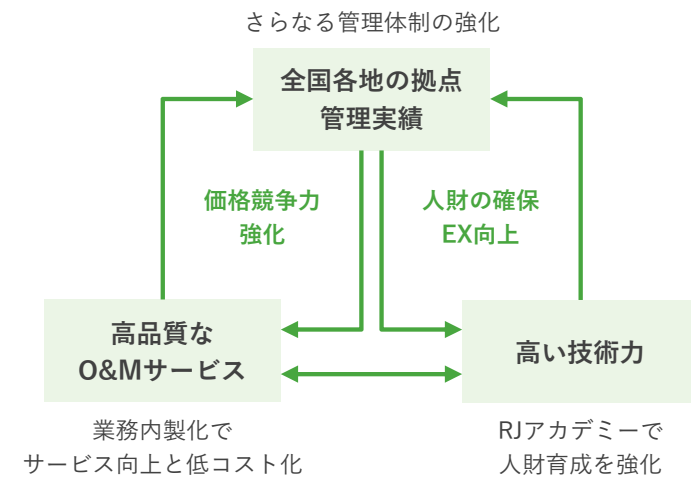 さらなる管理体制の強化
全国各地の拠点
管理実績
価格競争力
強化
人財の確保
EX向上
高品質な
O&Mサービス
高い技術力
業務内製化で
サービス向上と低コスト化
RJアカデミーで
人財育成を強化